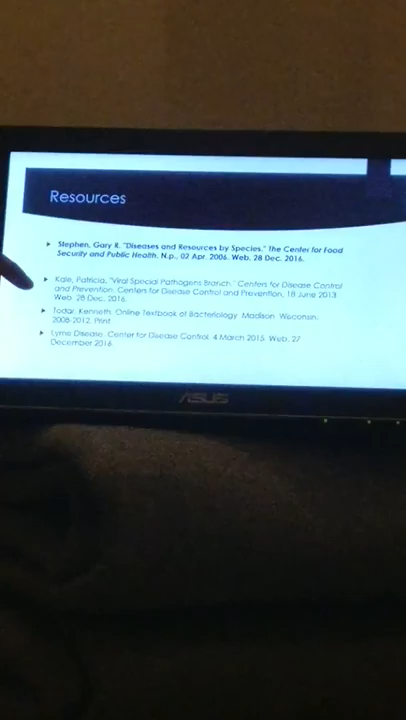 Resources
Stephen, Gary R. "Diseases and Resources by Species." The Center for Food
Security and Public Health. N.p., 02 Apr. 2006. Web. 28 Dec. 2016.
Kale, Patricia. "Viral Special Pathogens Branch." Centers for Disease Control
and Prevention. Centers for Disease Control and Prevention, 18 June 2013.
Web. 28 Dec. 2016.
Todar, Kenneth. Online Textbook of Bacteriology. Madison, Wisconsin:
2008-2012. Print
Lyme Disease. Center for Disease Control. 4 March 2015. Web. 27
December 2016.
ASUS